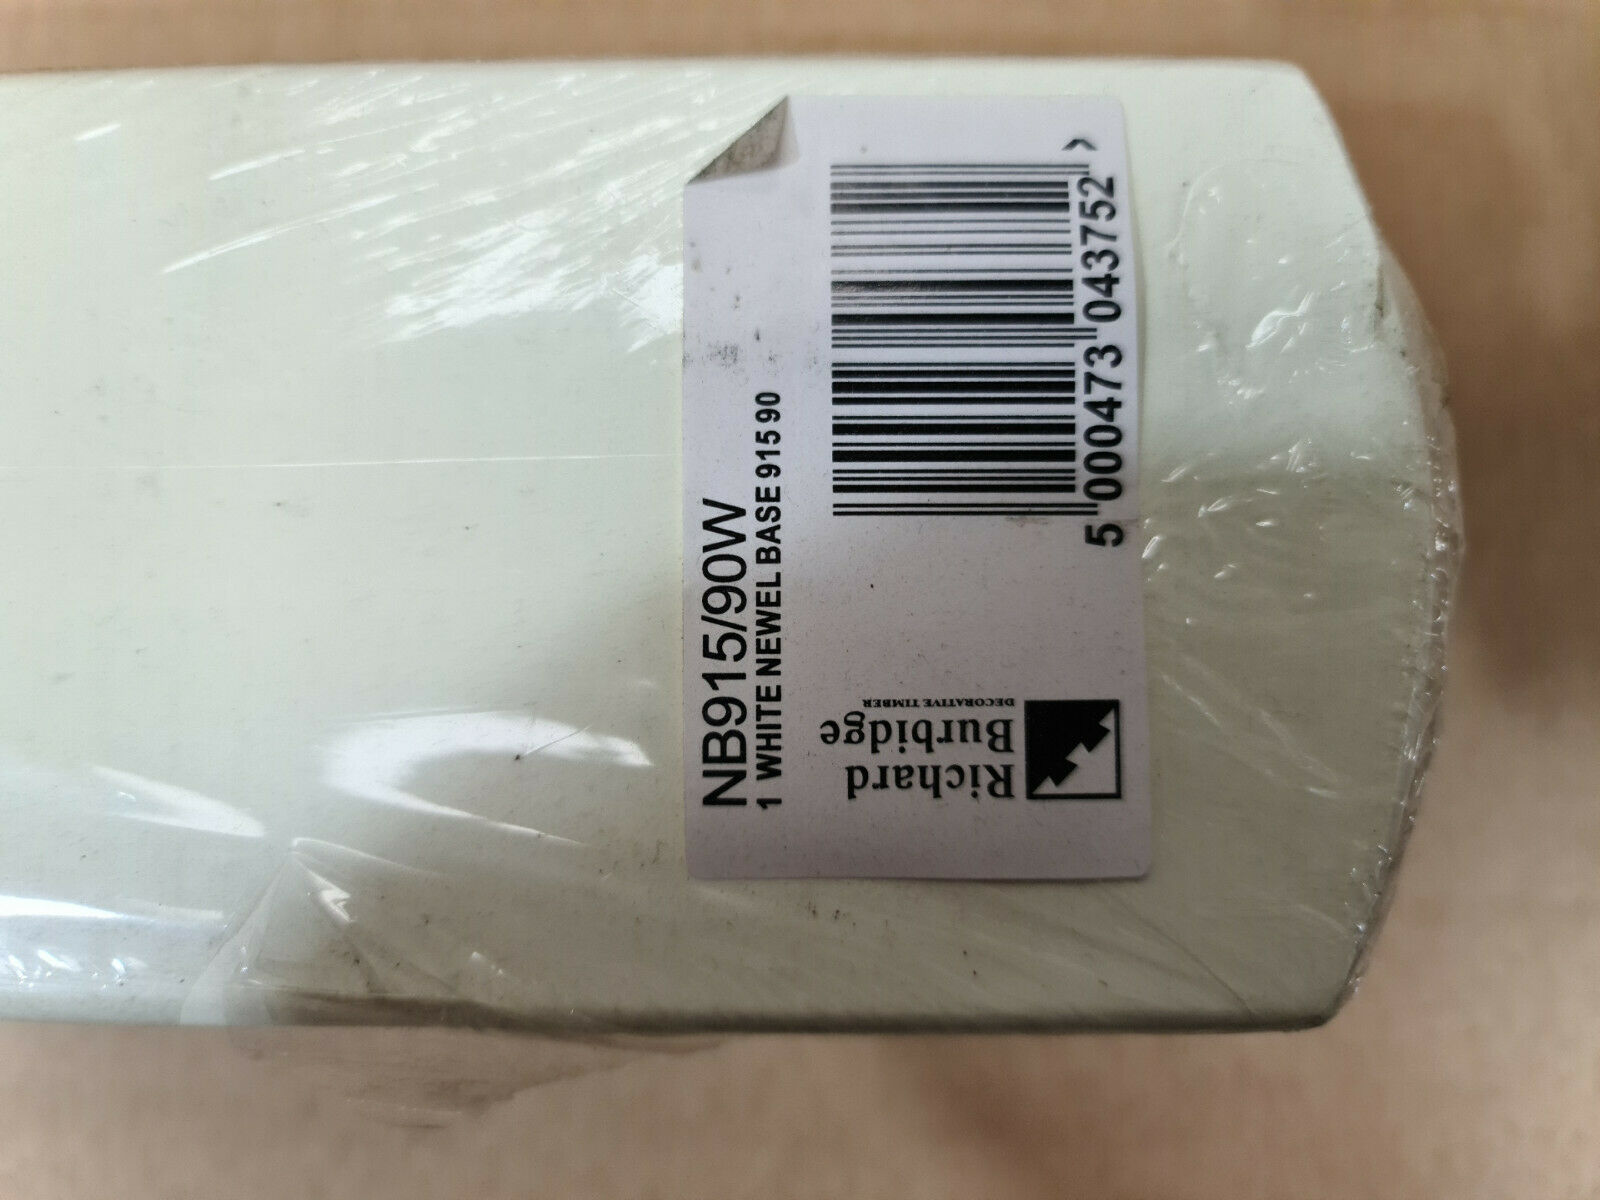 NB915/90W
1 WHITE NEWEL BASE 915 90
5 000473 043752 >
Richard
Burbidge
DECORATIVE TIMBER